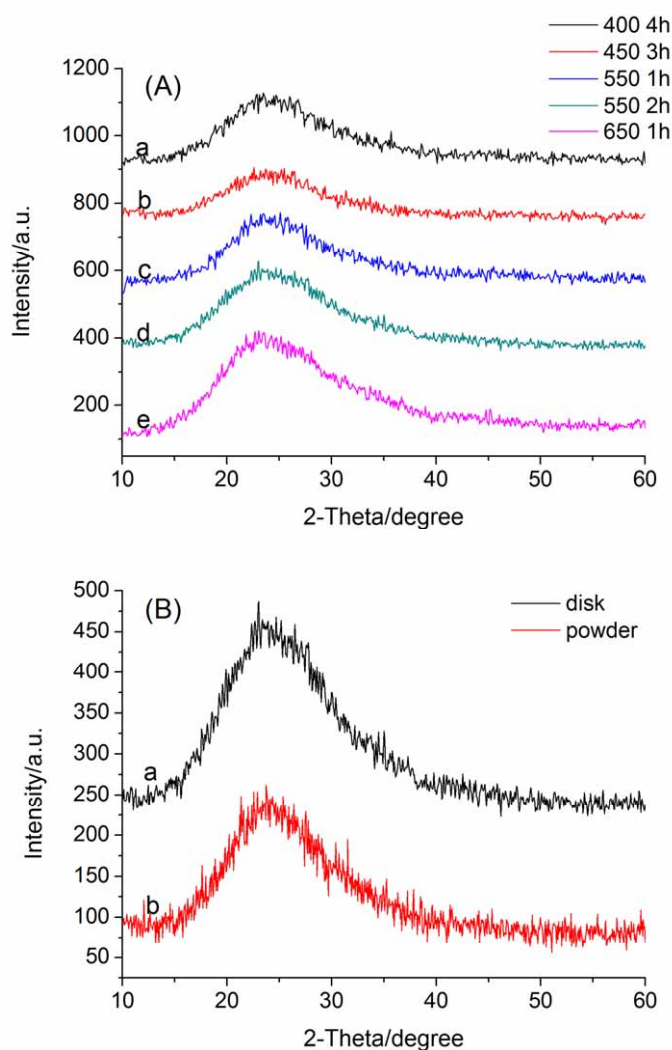 400 4h
450 3h
550 1h
550 2h
650 1h
(A)
1200
1000
800
600
400
200
a
b
c
d
e
Intensity/a.u.
10 20 30 40 50 60
2-Theta/degree
(B)
disk
powder
500
450
400
350
300
250
200
150
100
50
a
b
Intensity/a.u.
10 20 30 40 50 60
2-Theta/degree